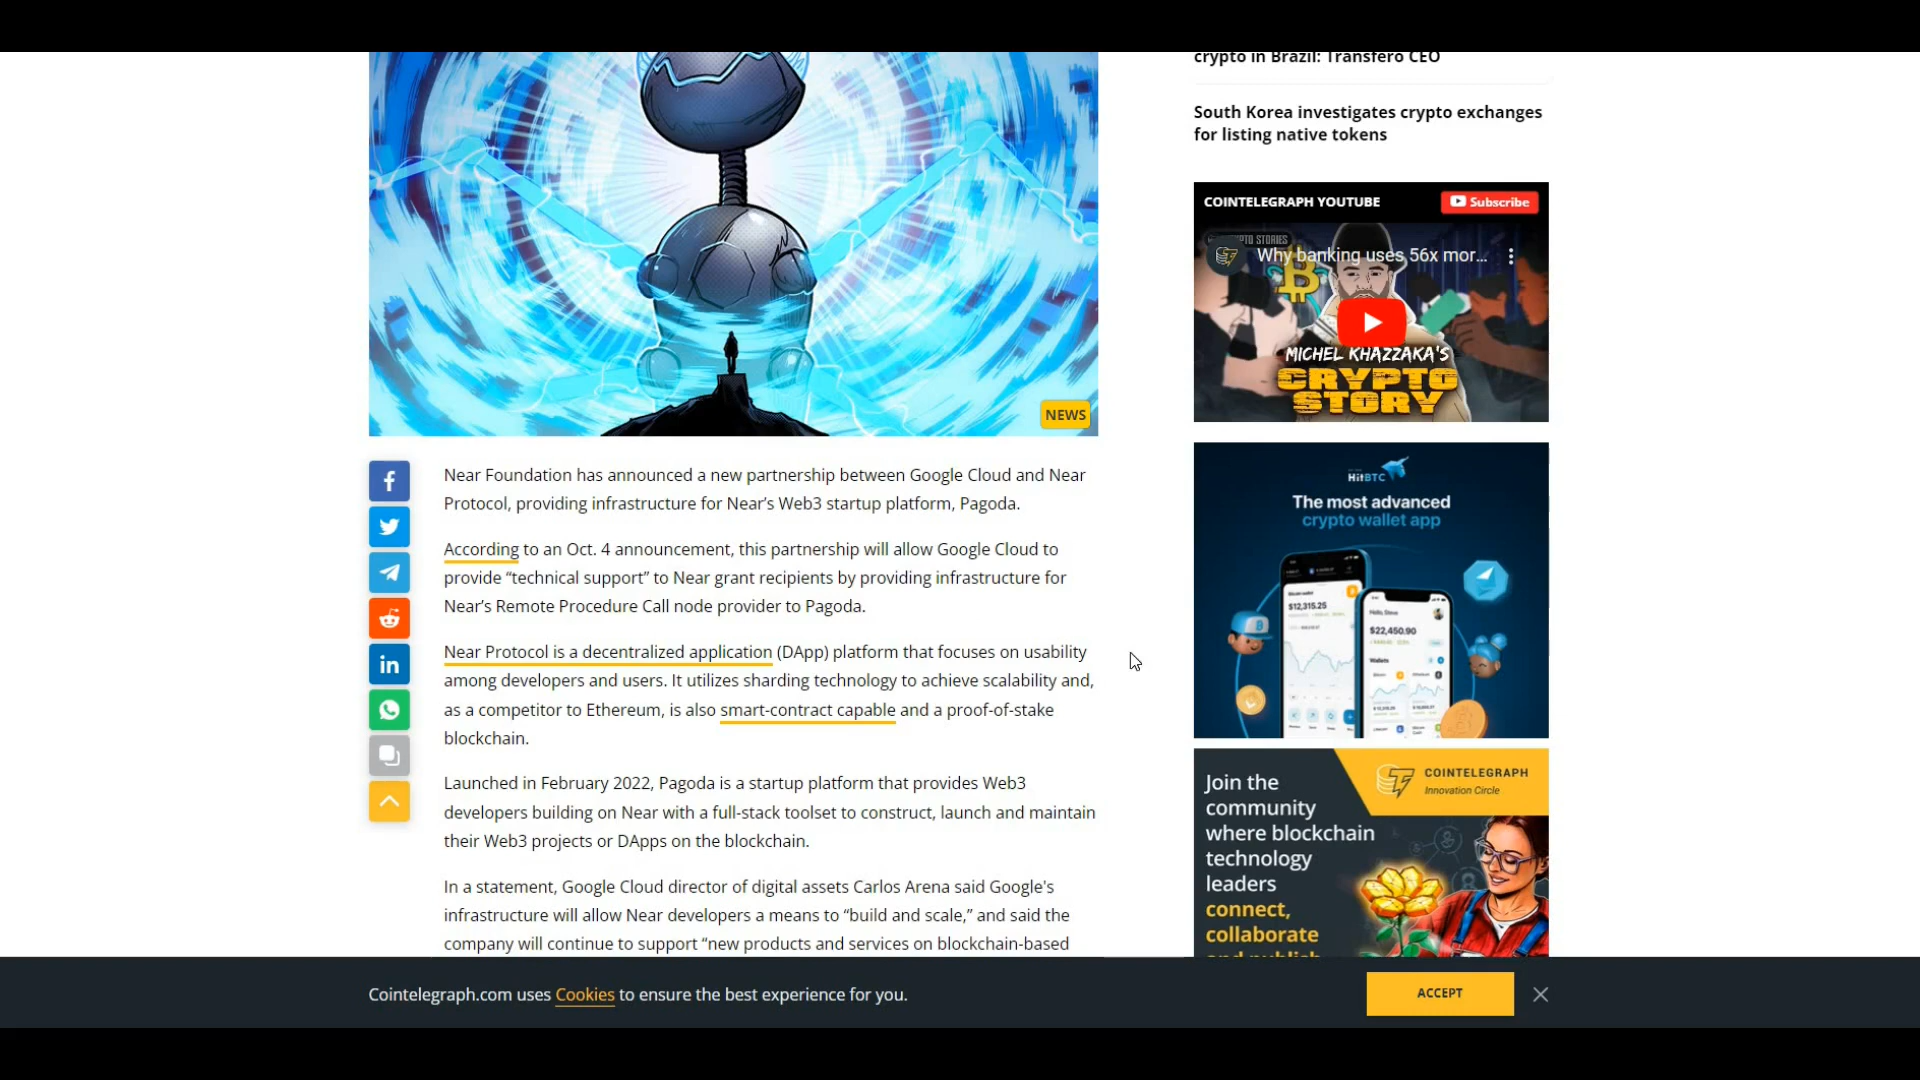 crypto in Brazil: Transfero CEO
South Korea investigates crypto exchanges
for listing native tokens
COINTELEGRAPH YOUTUBE
Subscribe
Why banking uses 56x mor...
MICHEL KHAZZAKA'S
CRYPTO
STORY
NEWS
Near Foundation has announced a new partnership between Google Cloud and Near
Protocol, providing infrastructure for Near’s Web3 startup platform, Pagoda.
According to an Oct. 4 announcement, this partnership will allow Google Cloud to
provide “technical support” to Near grant recipients by providing infrastructure for
Near’s Remote Procedure Call node provider to Pagoda.
Near Protocol is a decentralized application (DApp) platform that focuses on usability
among developers and users. It utilizes sharding technology to achieve scalability and,
as a competitor to Ethereum, is also smart-contract capable and a proof-of-stake
blockchain.
Launched in February 2022, Pagoda is a startup platform that provides Web3
developers building on Near with a full-stack toolset to construct, launch and maintain
their Web3 projects or DApps on the blockchain.
In a statement, Google Cloud director of digital assets Carlos Arena said Google's
infrastructure will allow Near developers a means to “build and scale,” and said the
company will continue to support “new products and services on blockchain-based
HitBTC
The most advanced
crypto wallet app
$12,315.25
Hello, Steve
$22,450.90
Wallets
COINTELEGRAPH
Innovation Circle
Join the
community
where blockchain
technology
leaders
connect,
collaborate
and publish
Cointelegraph.com uses Cookies to ensure the best experience for you.
ACCEPT